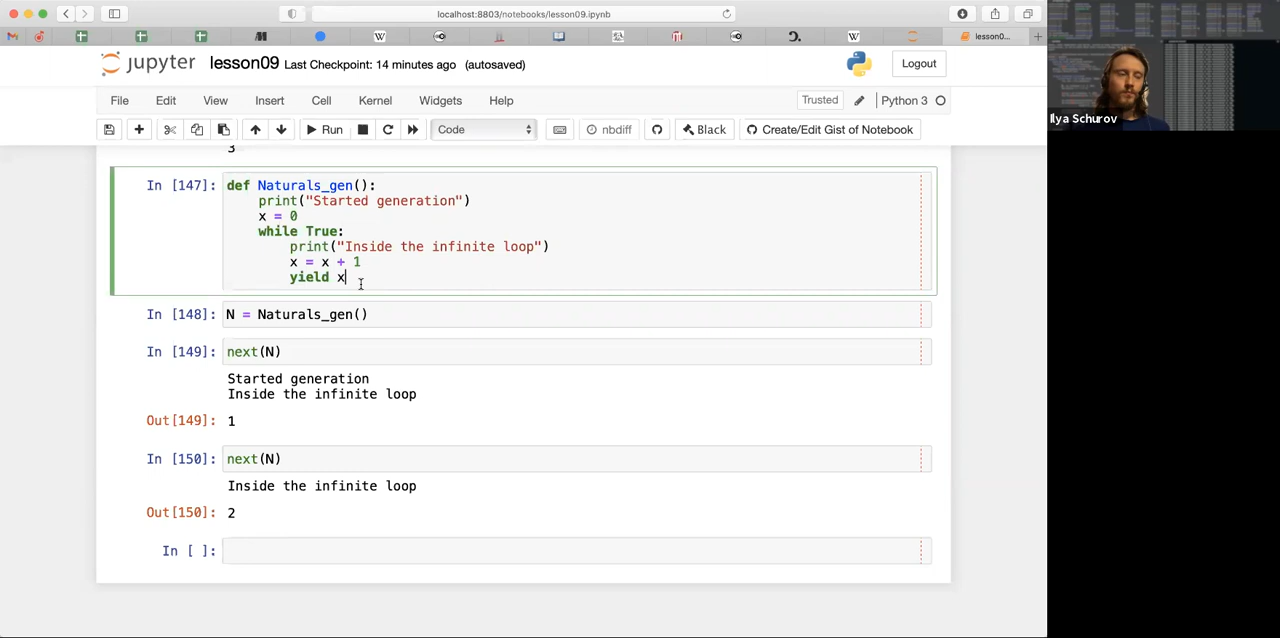 localhost:8803/notebooks/lesson09.ipynb
lesson0...
jupyter lesson09 Last Checkpoint: 14 minutes ago (autosaved)
Logout
File Edit View Insert Cell Kernel Widgets Help
Trusted Python 3
Run Code nbdiff Black Create/Edit Gist of Notebook
3
In [147]: def Naturals_gen():
print("Started generation")
x = 0
while True:
print("Inside the infinite loop")
x = x + 1
yield x
In [148]: N = Naturals_gen()
In [149]: next(N)
Started generation
Inside the infinite loop
Out[149]: 1
In [150]: next(N)
Inside the infinite loop
Out[150]: 2
In [ ]:
Ilya Schurov